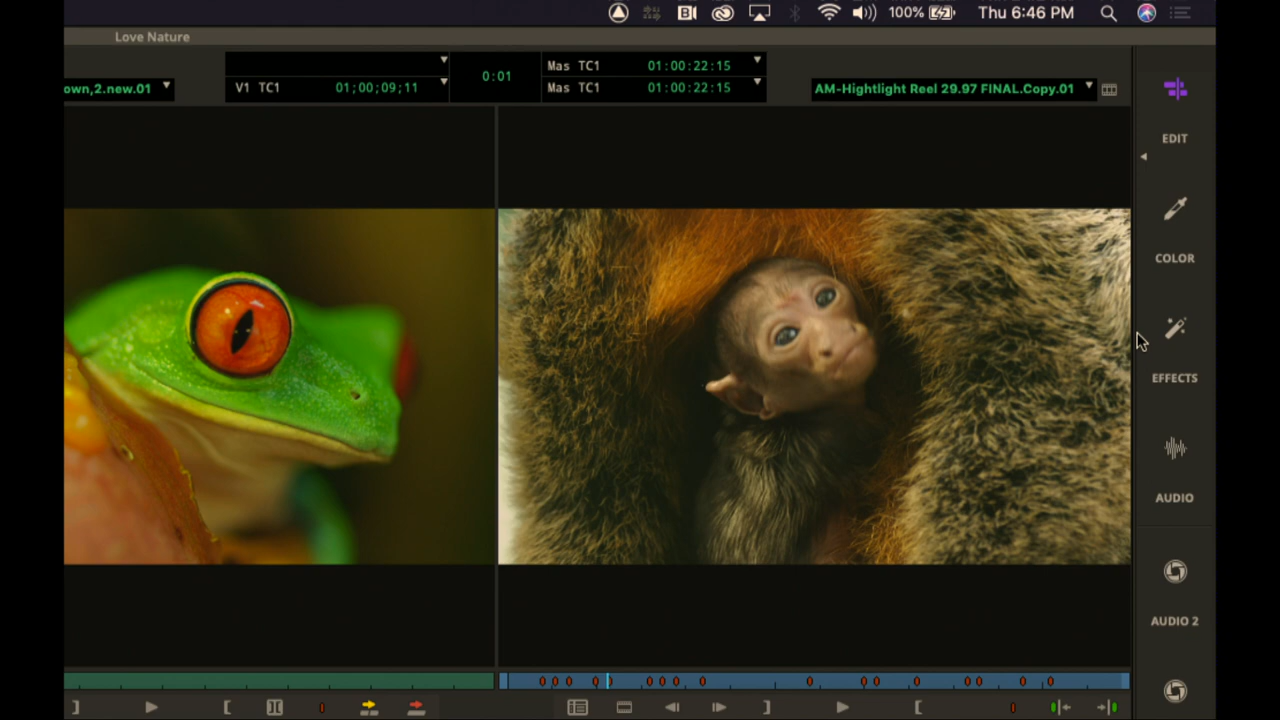 100%
Thu 6:46 PM
Love Nature
own,2.new.01
V1 TC1 01;00;09;11
0:01
Mas TC1 01:00:22:15
Mas TC1 01:00:22:15
AM-Hightlight Reel 29.97 FINAL.Copy.01
EDIT
COLOR
EFFECTS
AUDIO
AUDIO 2